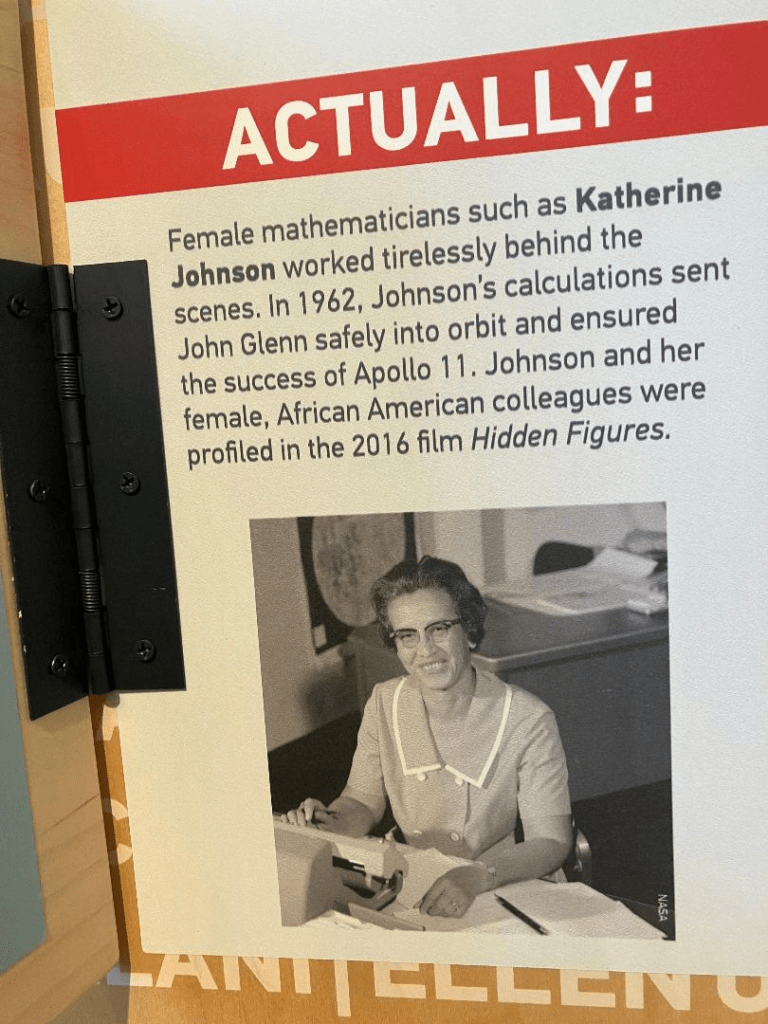 ACTUALLY:
Female mathematicians such as Katherine
Johnson worked tirelessly behind the
scenes. In 1962, Johnson's calculations sent
John Glenn safely into orbit and ensured
the success of Apollo 11. Johnson and her
female, African American colleagues were
profiled in the 2016 film Hidden Figures.
NASA
LANI | ELLEN